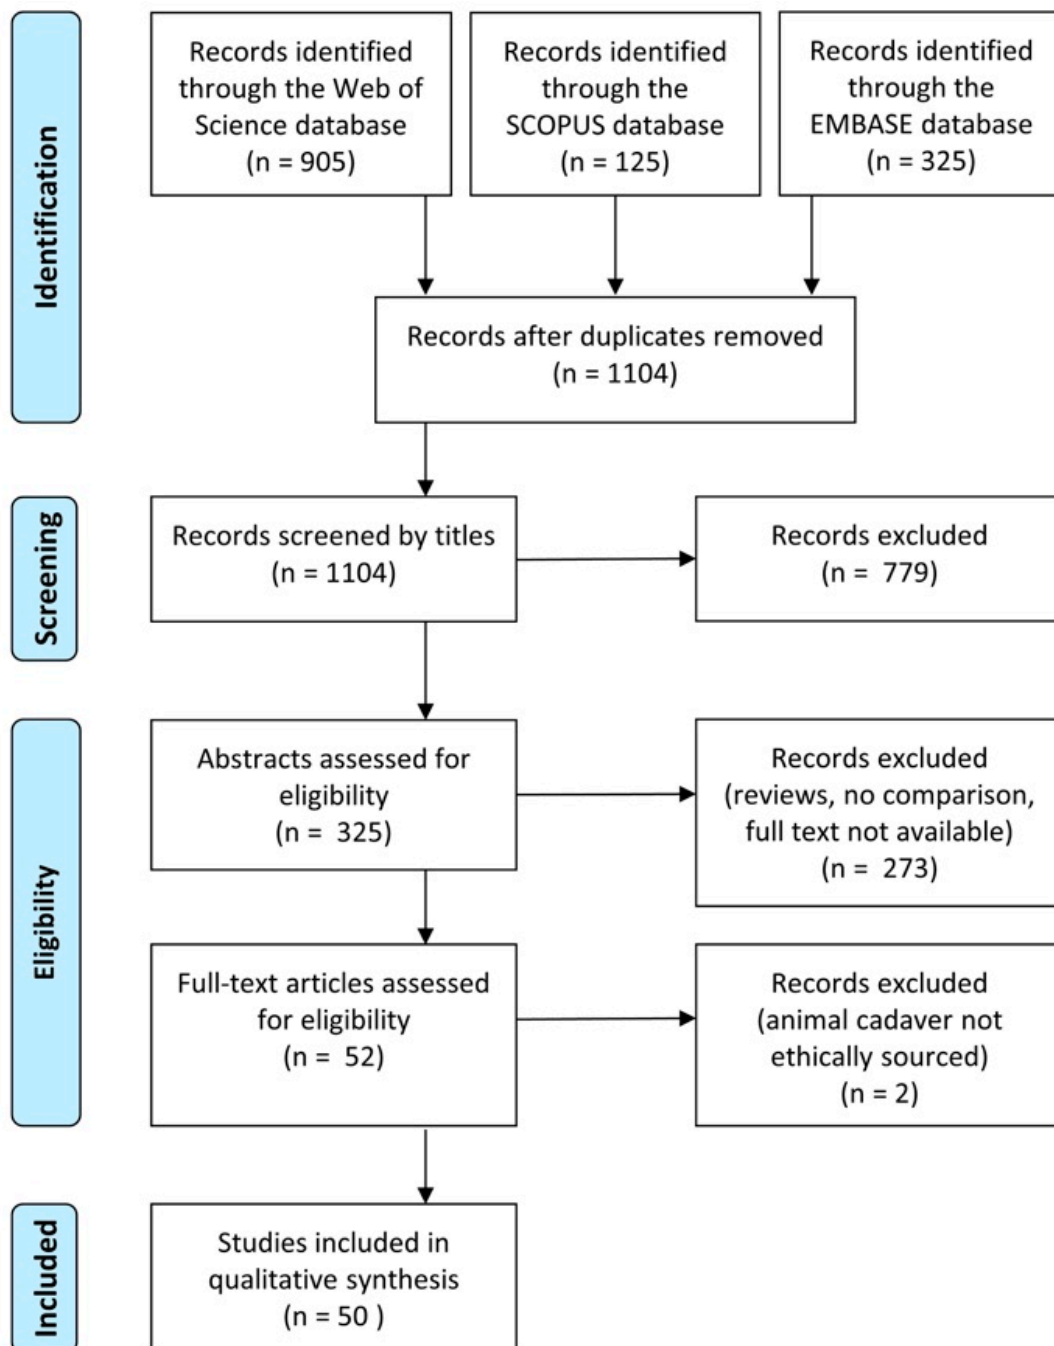 Identification
Records identified
through the Web of
Science database
(n = 905)
Records identified
through the
SCOPUS database
(n = 125)
Records identified
through the
EMBASE database
(n = 325)
Records after duplicates removed
(n = 1104)
Screening
Records screened by titles
(n = 1104)
Records excluded
(n =  779)
Eligibility
Abstracts assessed for
eligibility
(n =  325)
Records excluded
(reviews, no comparison,
full text not available)
(n =  273)
Full-text articles assessed
for eligibility
(n =  52)
Records excluded
(animal cadaver not
ethically sourced)
(n = 2)
Included
Studies included in
qualitative synthesis
(n = 50 )